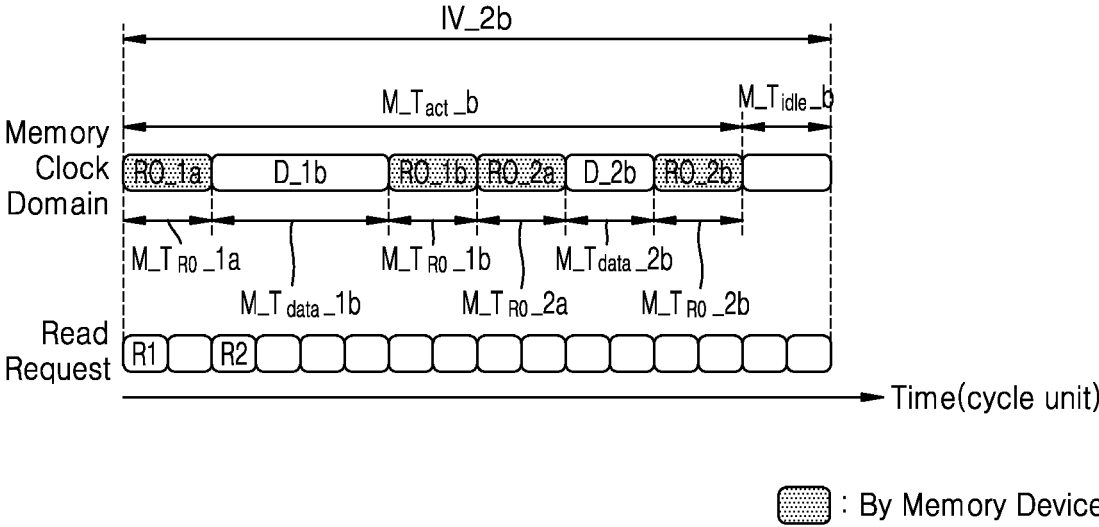 IV_2b
M_Tact_b
M_Tidle_b
Memory
Clock
Domain
RO_1a
D_1b
RO_1b
RO_2a
D_2b
RO_2b
M_TRO_1a
M_TRO_1b
M_Tdata_2b
M_Tdata_1b
M_TRO_2a
M_TRO_2b
Read
Request
R1
R2
Time(cycle unit)
: By Memory Device